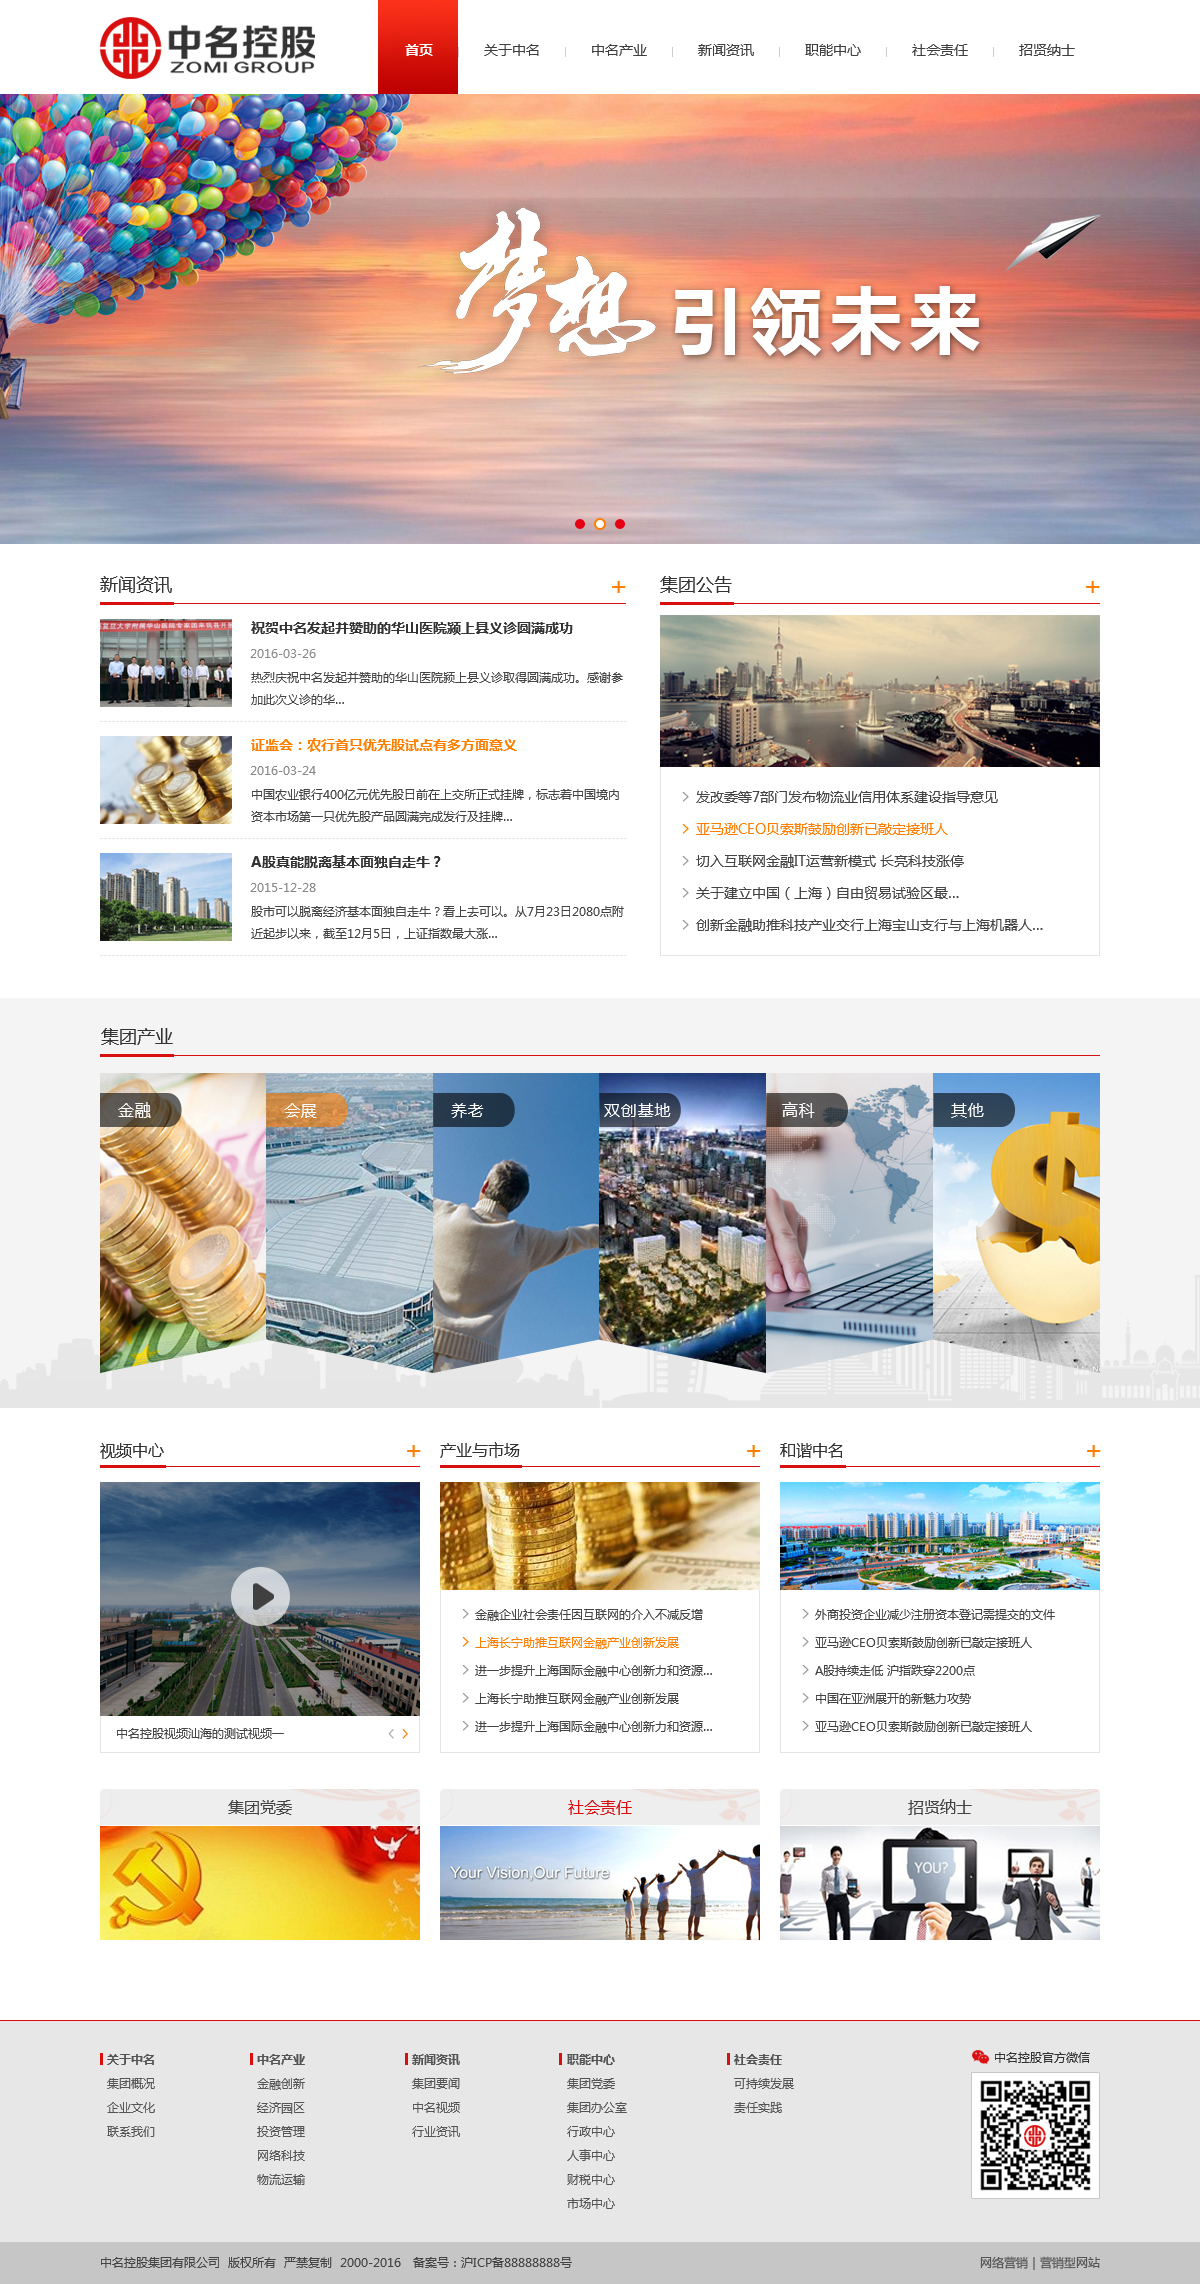 中名控股
ZOMI GROUP
首页
关于中名
中名产业
新闻资讯
职能中心
社会责任
招贤纳士
梦想 引领未来
新闻资讯
祝贺中名发起并赞助的华山医院颍上县义诊圆满成功
2016-03-26
热烈庆祝中名发起并赞助的华山医院颍上县义诊取得圆满成功。感谢参
加此次义诊的华...
证监会：农行首只优先股试点有多方面意义
2016-03-24
中国农业银行400亿元优先股日前在上交所正式挂牌，标志着中国境内
资本市场第一只优先股产品圆满完成发行及挂牌...
A股真能脱离基本面独自走牛？
2015-12-28
股市可以脱离经济基本面独自走牛？看上去可以。从7月23日2080点附
近起步以来，截至12月5日，上证指数最大涨...
集团公告
发改委等7部门发布物流业信用体系建设指导意见
亚马逊CEO贝索斯鼓励创新已敲定接班人
切入互联网金融IT运营新模式 长亮科技涨停
关于建立中国（上海）自由贸易试验区最...
创新金融助推科技产业交行上海宝山支行与上海机器人...
集团产业
金融
会展
养老
双创基地
高科
其他
视频中心
中名控股视频汕海的测试视频一
产业与市场
金融企业社会责任因互联网的介入不减反增
上海长宁助推互联网金融产业创新发展
进一步提升上海国际金融中心创新力和资源...
上海长宁助推互联网金融产业创新发展
进一步提升上海国际金融中心创新力和资源...
和谐中名
外商投资企业减少注册资本登记需提交的文件
亚马逊CEO贝索斯鼓励创新已敲定接班人
A股持续走低 沪指跌穿2200点
中国在亚洲展开的新魅力攻势
亚马逊CEO贝索斯鼓励创新已敲定接班人
集团党委
社会责任
Your Vision,Our Future
招贤纳士
YOU?
关于中名
集团概况
企业文化
联系我们
中名产业
金融创新
经济园区
投资管理
网络科技
物流运输
新闻资讯
集团要闻
中名视频
行业资讯
职能中心
集团党委
集团办公室
行政中心
人事中心
财税中心
市场中心
社会责任
可持续发展
责任实践
中名控股官方微信
中名控股集团有限公司 版权所有 严禁复制 2000-2016 备案号：沪ICP备88888888号
网络营销 | 营销型网站